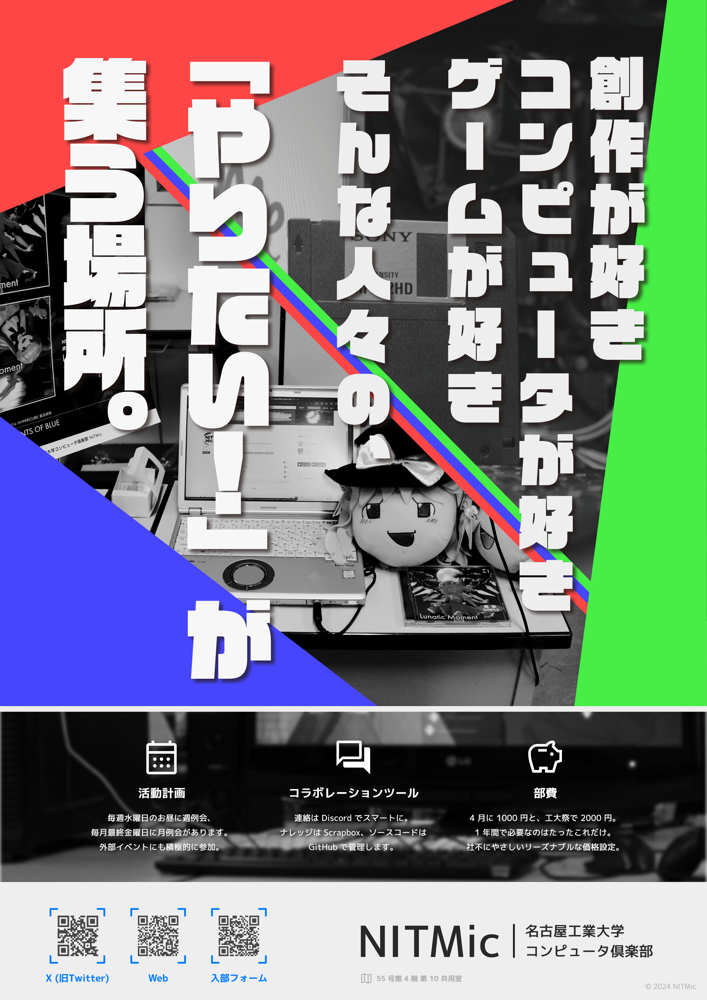 創作が好き
コンピュータが好き
ゲームが好き
そんな人々の、
「やりたい！」が
集う場所。
SONY
2HD
Lunatic Moment
LG
活動計画
毎週水曜日のお昼に週例会、
毎月最終金曜日に月例会があります。
外部イベントにも積極的に参加。
コラボレーションツール
連絡は Discord でスマートに。
ナレッジは Scrapbox、ソースコードは
GitHub で管理します。
部費
4 月に 1000 円と、工大祭で 2000 円。
1 年間で必要なのはたったこれだけ。
社不にやさしいリーズナブルな価格設定。
X (旧Twitter)
Web
入部フォーム
NITMic
名古屋工業大学
コンピュータ倶楽部
55 号館 4 階 第 10 共用室
© 2024 NITMic